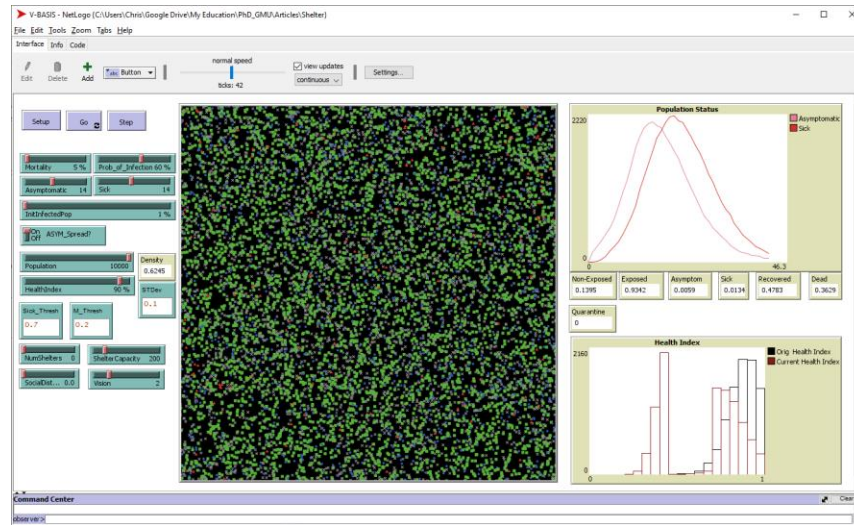 V-BASIS - NetLogo {C:\Users\Chris\Google Drive\My Education\PhD_GMU\Articles\Shelter}
File Edit Tools Zoom Tabs Help
Interface Info Code
Edit Delete Add Button
normal speed
ticks: 42
view updates
continuous
Settings...
Setup Go Step
Mortality 5 % Prob_of_Infection 60 %
Asymptomatic 14 Sick 14
InitInfectedPop 1 %
On
Off ASYM_Spread?
Population 10000
Density
0.6245
HealthIndex 90 %
STDev
0.1
Sick_Thresh
0.7
M_Thresh
0.2
NumShelters 0 ShelterCapacity 200
SocialDist... 0.0 Vision 2
Population Status
2220
0
0 46.3
Asymptomatic
Sick
Non-Exposed Exposed Asymptom Sick Recovered Dead
0.1395 0.9342 0.0059 0.0134 0.4783 0.3629
Quarantine
0
Health Index
2160
0
0 1
Orig. Health Index
Current Health Index
Command Center Clear
observer>